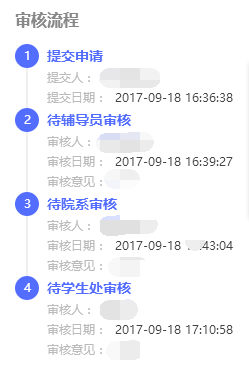 审核流程
1 提交申请
提交人：
提交日期： 2017-09-18 16:36:38
2 待辅导员审核
审核人：
审核日期： 2017-09-18 16:39:27
审核意见：
3 待院系审核
审核人：
审核日期： 2017-09-18 :43:04
审核意见：
4 待学生处审核
审核人：
审核日期： 2017-09-18 17:10:58
审核意见：